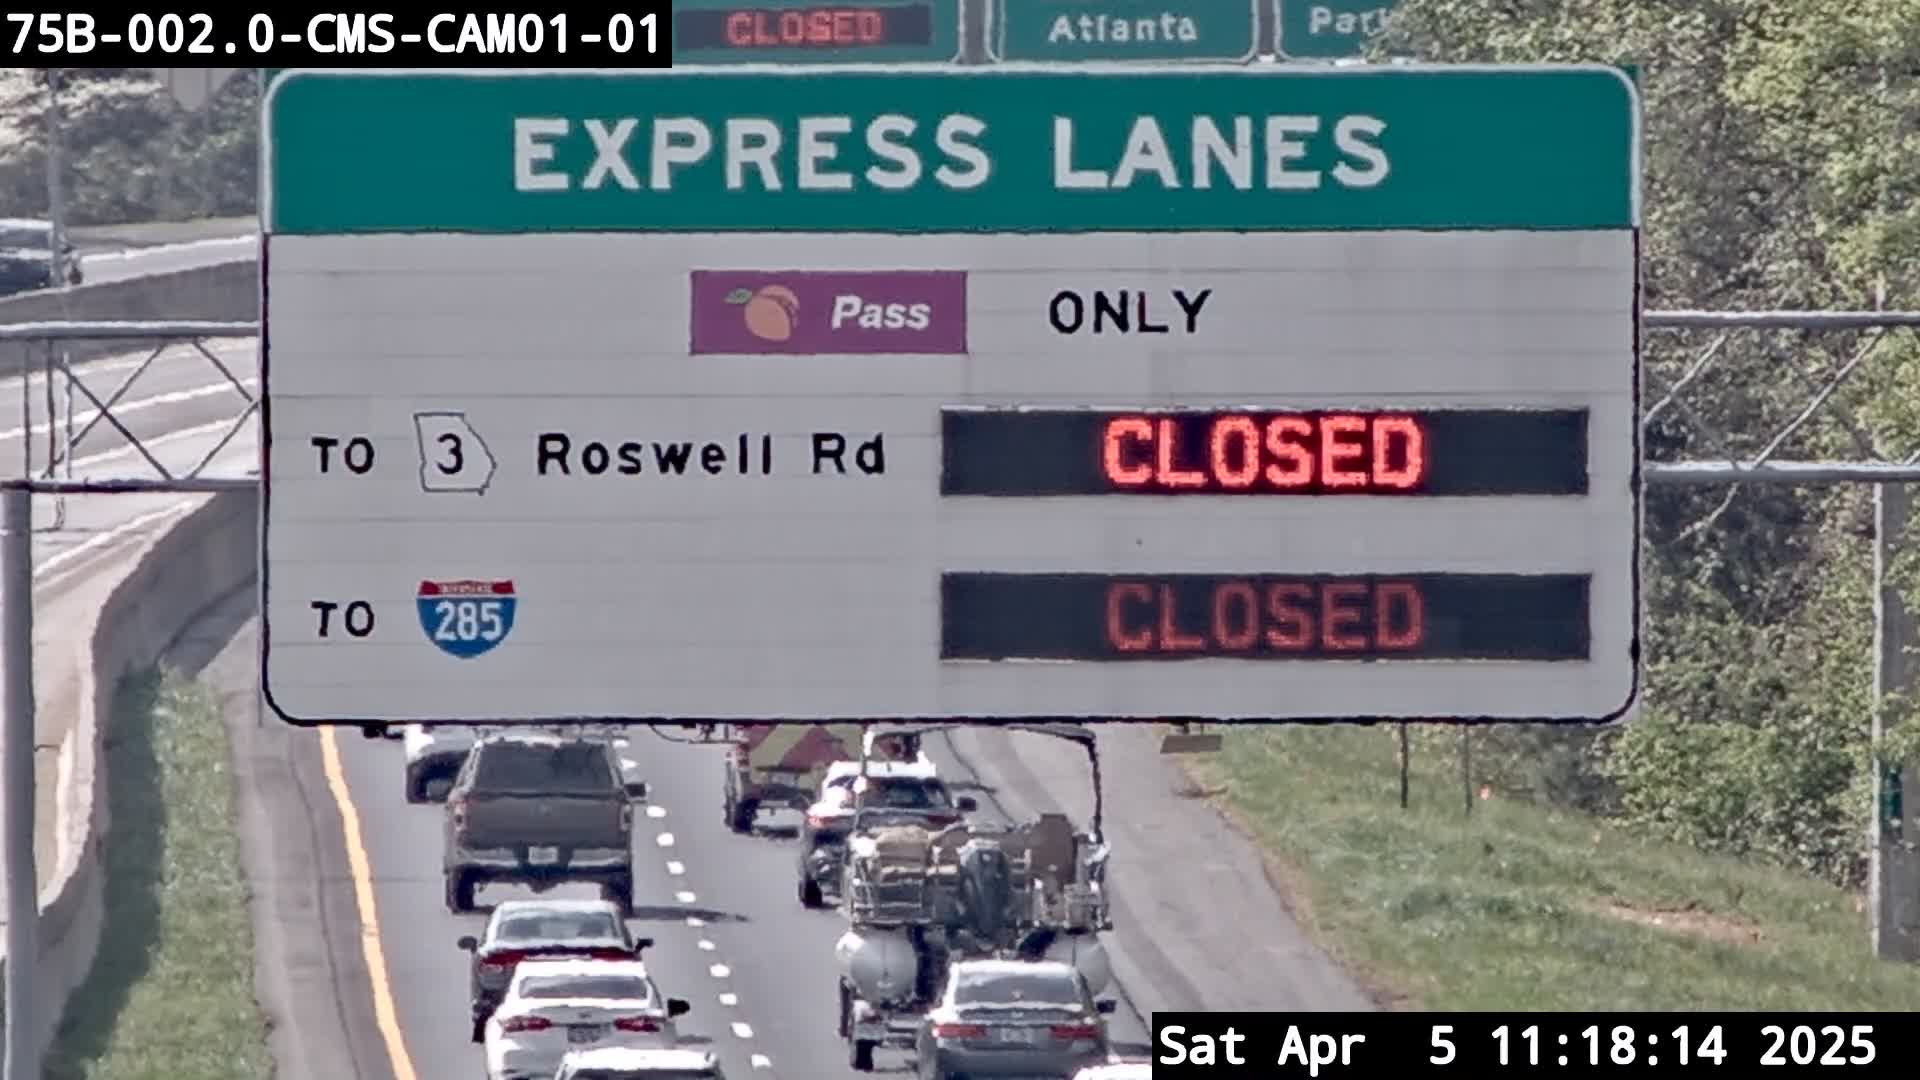 75B-002.0-CMS-CAM01-01
CLOSED
Atlanta
EXPRESS LANES
Pass ONLY
TO 3 Roswell Rd CLOSED
TO 285 CLOSED
Sat Apr 5 11:18:14 2025